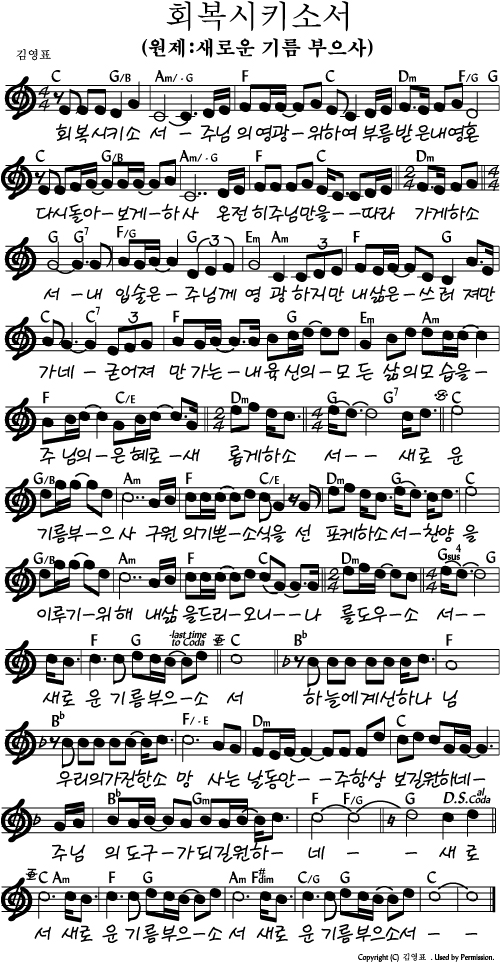 회복시키소서
(원제:새로운 기름 부으사)
김영표
C G/B Am/·G F C Dm F/G G
회복시키소 서 - - 주님 의영광 - 위하여 부름받 은내영혼
C G/B Am/·G F C Dm
다시돌아 - 보게 - 하사 온전 히주님만을 - - 따라 가게하소
G G7 F/G G Em Am F G
서 - 내 입술은 - 주님께 영 광 하지만 내삶은 - 쓰러 져만
Am C7 F G Em Am
가네 - 굳어져 만 가는 - 내육 신의 - 모 든 삶의모 습을 -
F C/E Dm G G7 C
주 님의 - 은 혜로 - 새 롭게하소 서 - - 새로 운
G/B Am F C/E Dm G C
기름부 - 으 사 구원 의기쁜 - 소식을 선 포케하소서 - 찬양 을
G/B Am F C Dm Gsus4 G
이루기 - 위해 내삶 을드리 - 오니 - - 나 를도우 - 소 서 - -
F G -last time to Coda C Bb F
새로 운 기름부으 - 소 서 하늘에계신하나 님
Bb F/·E Dm C
우리의가진한소 망 사는 날동안 - - 주항상 보길원하네 -
Bb Gm F F/G G D.S. al Coda
주님 의도구 - 가되길원하 - 네 - - 새로
C Am F G Am F#dim C/G G C
서 새로 운 기름부으소 서 새로 운 기름부으소서 - -
Copyright (C) 김영표 . Used by Permission.